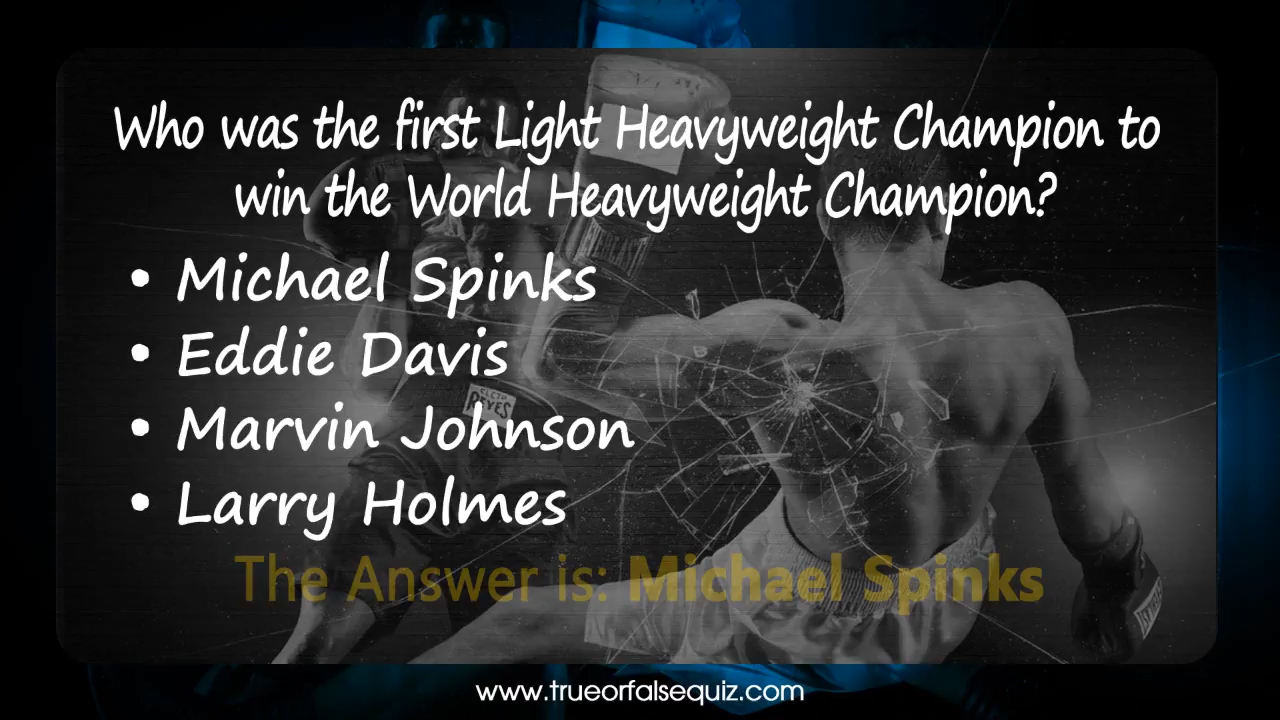 Who was the first Light Heavyweight Champion to
win the World Heavyweight Champion?
• Michael Spinks
• Eddie Davis
• Marvin Johnson
• Larry Holmes
The Answer is: Michael Spinks
www.trueorfalsequiz.com